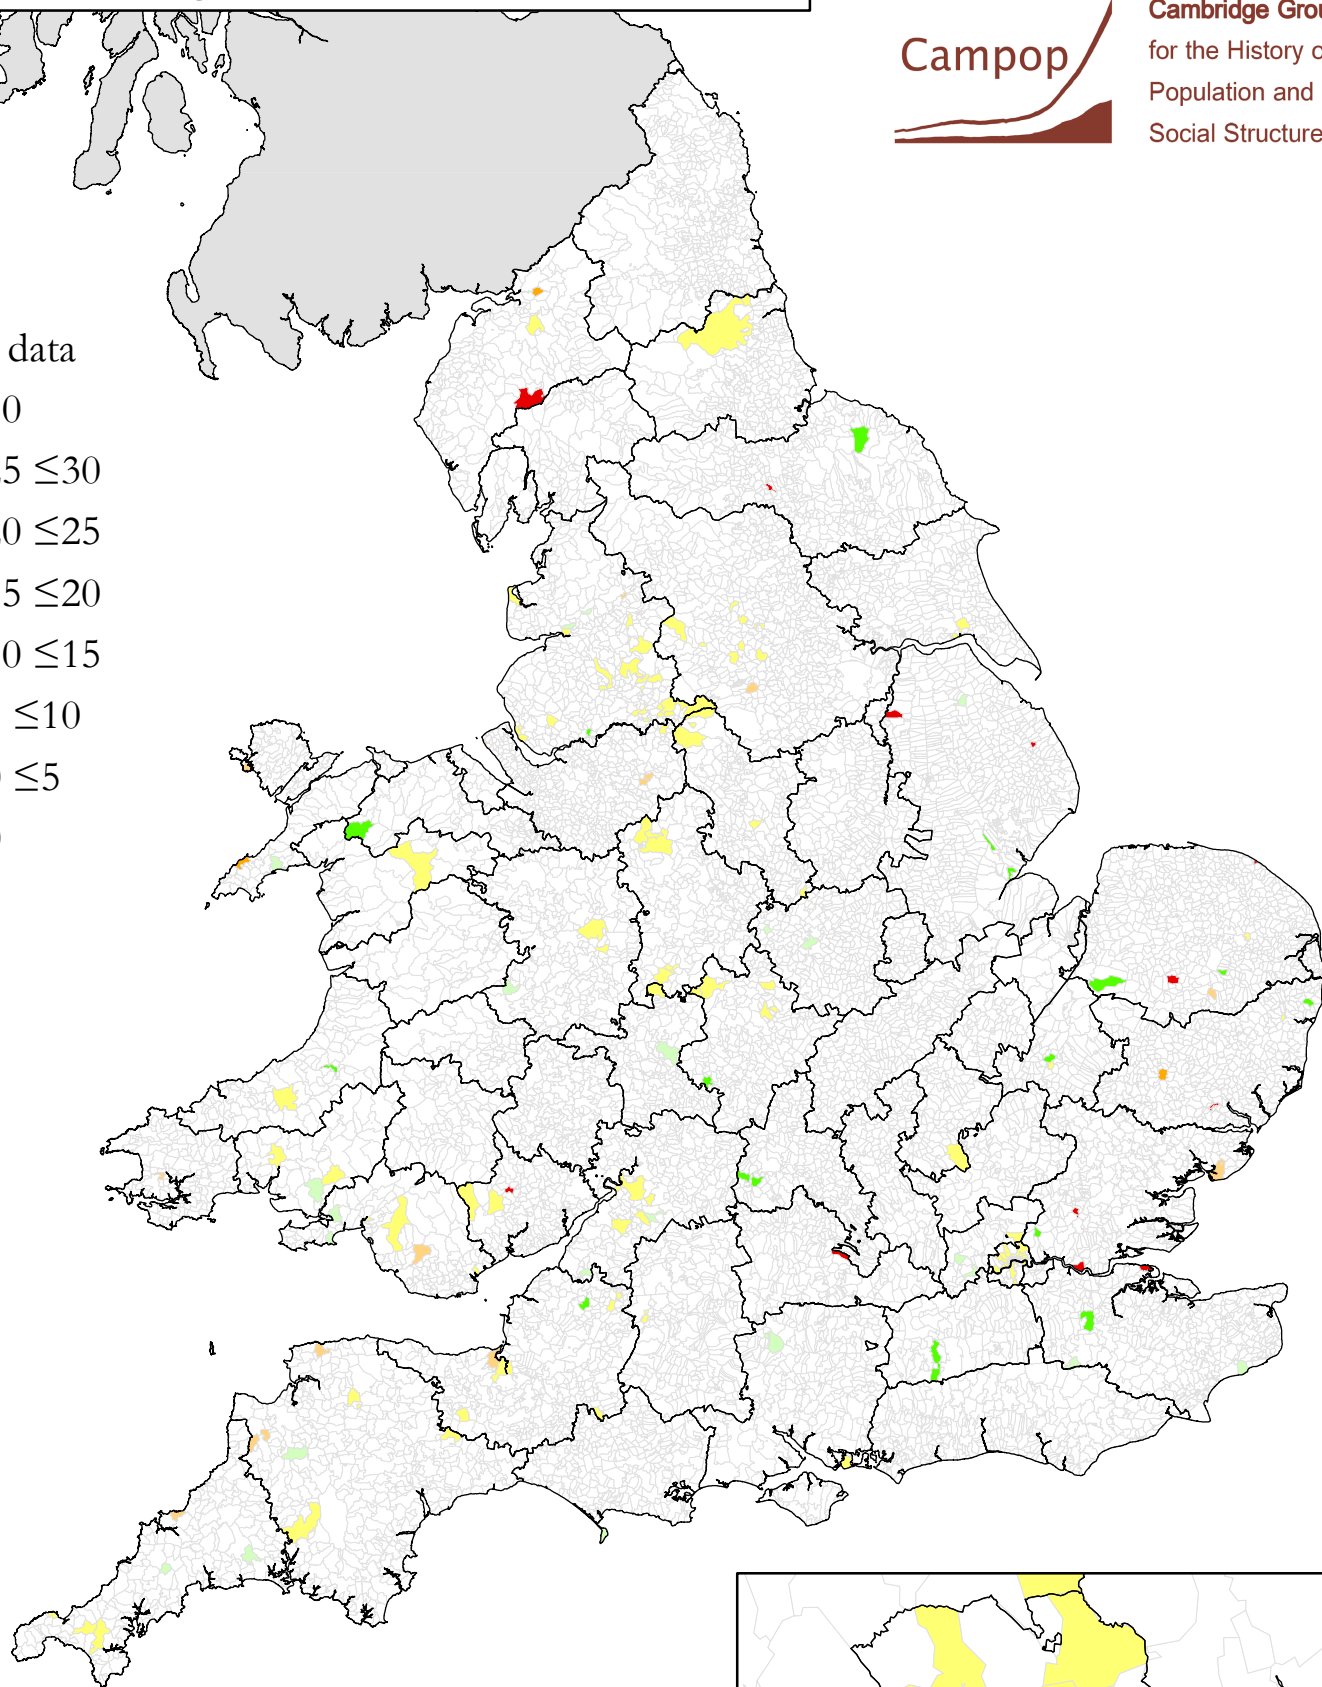 Campop
Cambridge Grou
for the History o
Population and
Social Structure
data
0
5 ≤30
0 ≤25
5 ≤20
0 ≤15
≤10
≤5